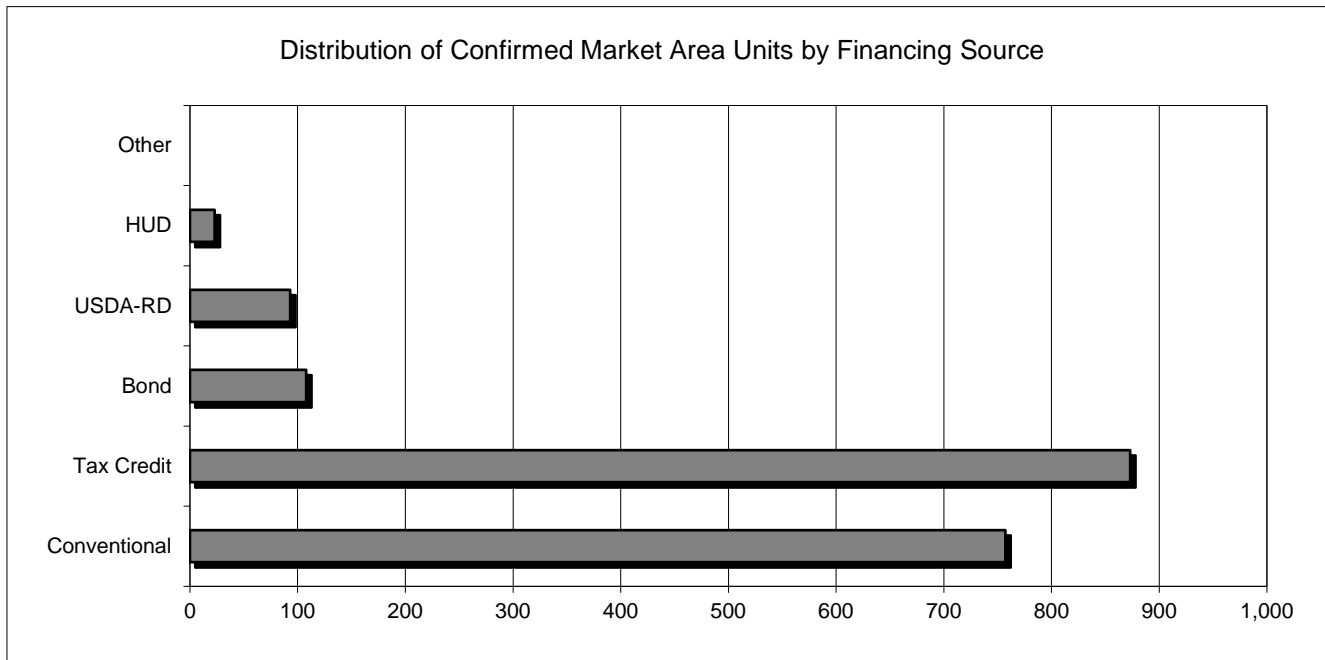 Distribution of Confirmed Market Area Units by Financing Source
Other
HUD
USDA-RD
Bond
Tax Credit
Conventional
0 100 200 300 400 500 600 700 800 900 1,000